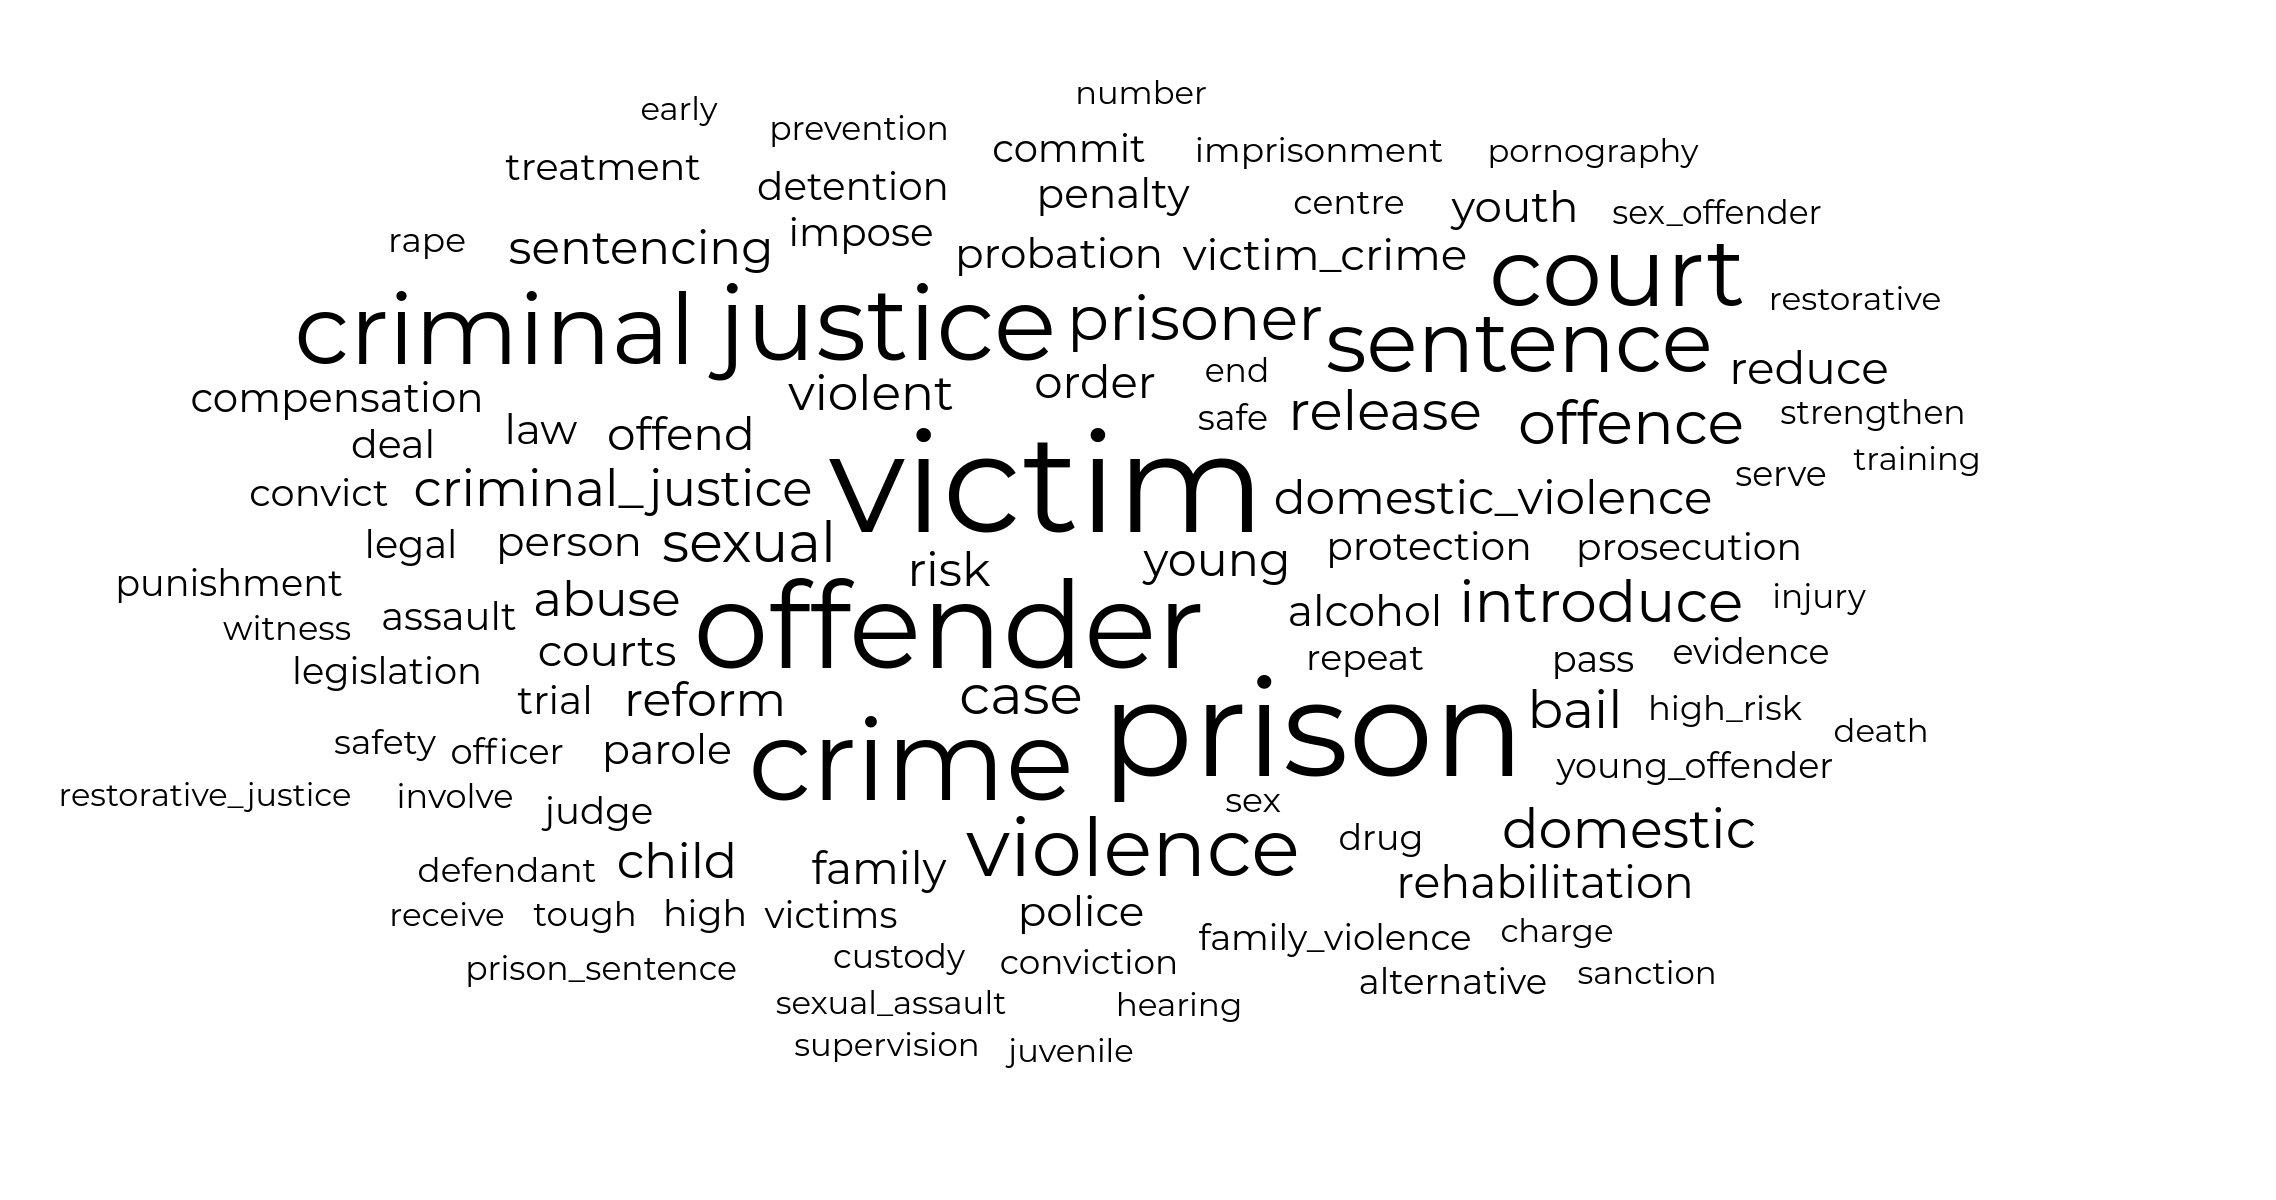 number
early
prevention
commit imprisonment pornography
treatment
detention penalty
centre youth sex_offender
rape sentencing impose
probation victim_crime court
restorative
criminal justice prisoner sentence
end reduce
compensation violent order
safe release offence strengthen
deal law offend
training
convict criminal_justice victim domestic_violence serve
legal person sexual protection prosecution
risk young
punishment abuse offender alcohol introduce injury
witness assault
courts repeat pass evidence
legislation
trial reform case prison bail high_risk
death
safety officer parole crime young_offender
restorative_justice involve judge sex
violence drug domestic
defendant child family rehabilitation
receive tough high victims police
family_violence charge
prison_sentence custody conviction
alternative sanction
sexual_assault hearing
supervision juvenile